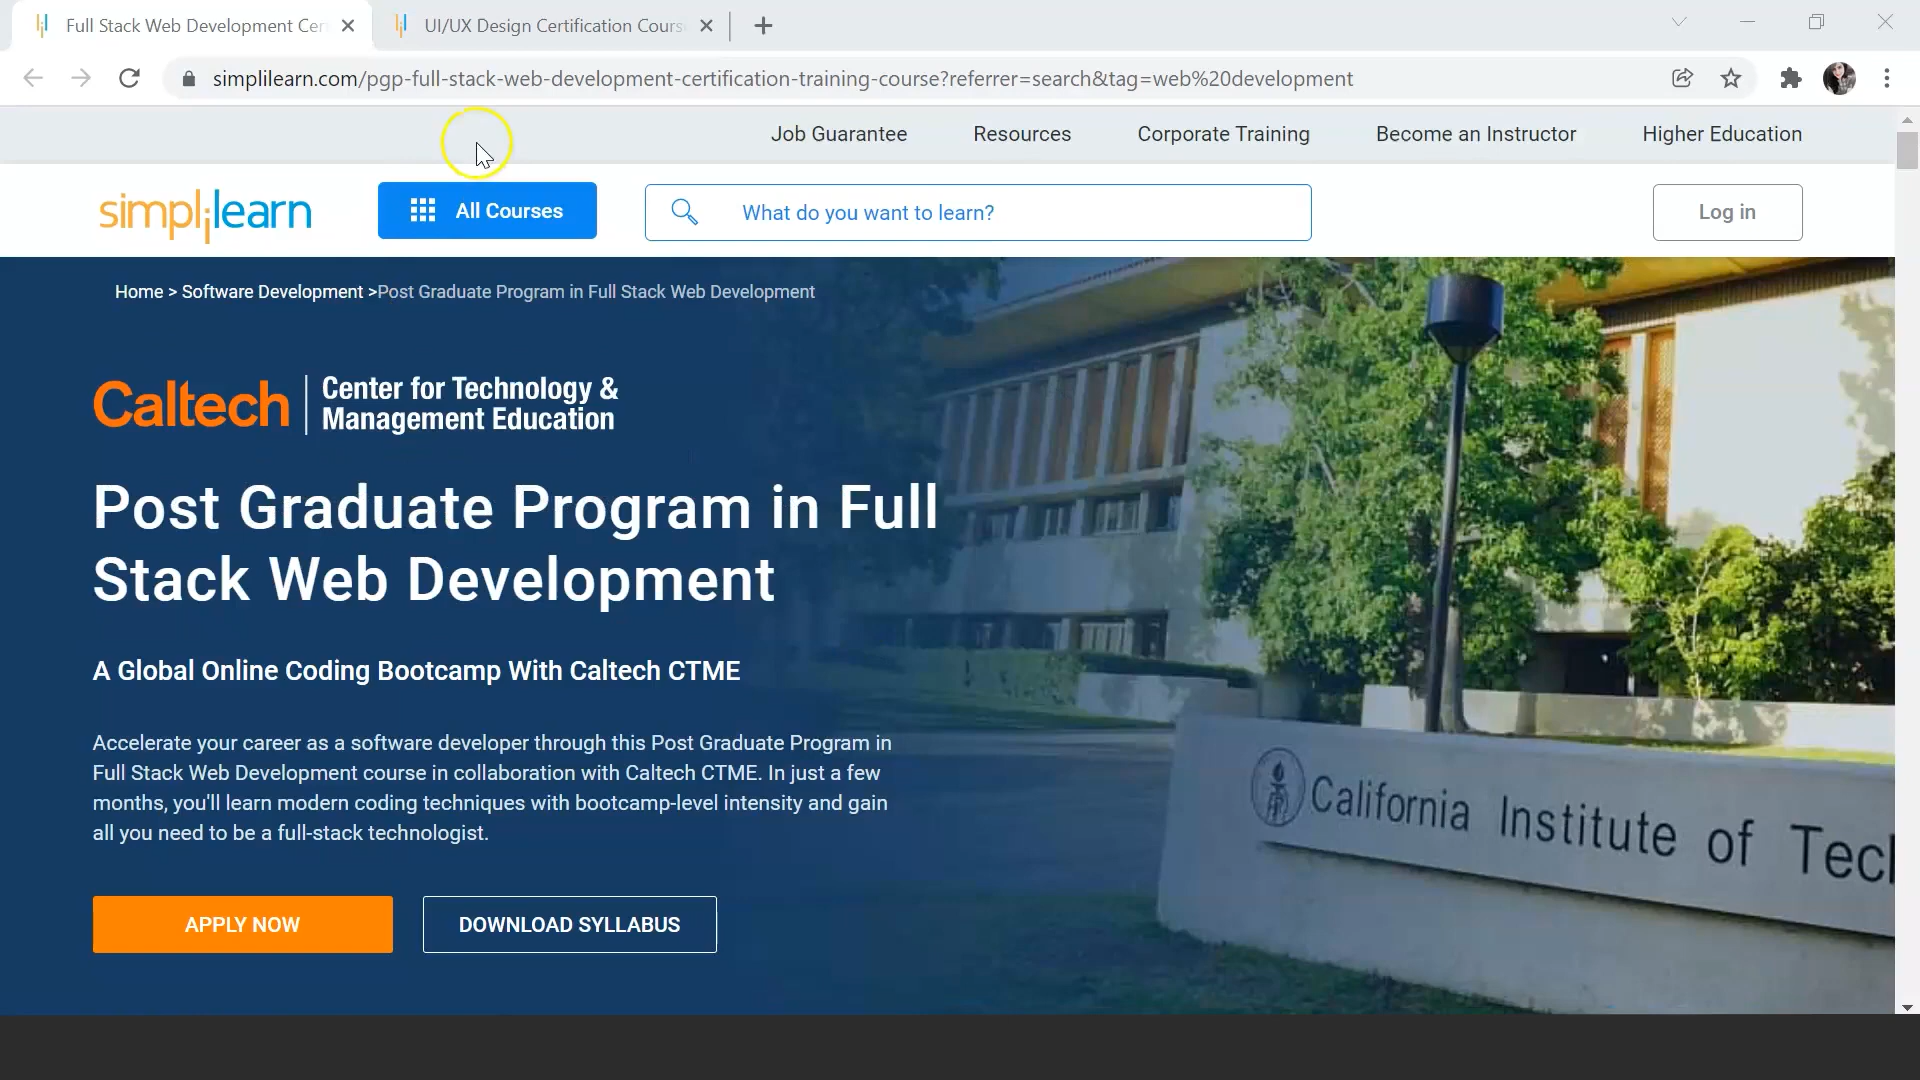 Full Stack Web Development Cer
UI/UX Design Certification Cours
simplilearn.com/pgp-full-stack-web-development-certification-training-course?referrer=search&tag=web%20development
Job Guarantee
Resources
Corporate Training
Become an Instructor
Higher Education
simplilearn
All Courses
What do you want to learn?
Log in
Home > Software Development >Post Graduate Program in Full Stack Web Development
Caltech
Center for Technology &
Management Education
Post Graduate Program in Full
Stack Web Development
A Global Online Coding Bootcamp With Caltech CTME
Accelerate your career as a software developer through this Post Graduate Program in
Full Stack Web Development course in collaboration with Caltech CTME. In just a few
months, you'll learn modern coding techniques with bootcamp-level intensity and gain
all you need to be a full-stack technologist.
APPLY NOW
DOWNLOAD SYLLABUS
California Institute of Tech